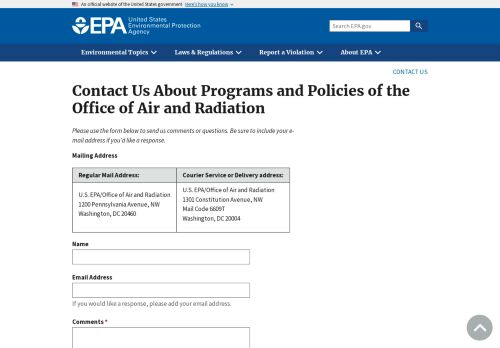 An official website of the United States government Here's how you know
EPA United States
Environmental Protection
Agency
Search EPA.gov
Environmental Topics
Laws & Regulations
Report a Violation
About EPA
CONTACT US
Contact Us About Programs and Policies of the
Office of Air and Radiation
Please use the form below to send us comments or questions. Be sure to include your e-
mail address if you'd like a response.
Mailing Address
Regular Mail Address:
Courier Service or Delivery address:
U.S. EPA/Office of Air and Radiation
1200 Pennsylvania Avenue, NW
Washington, DC 20460
U.S. EPA/Office of Air and Radiation
1301 Constitution Avenue, NW
Mail Code 6609T
Washington, DC 20004
Name
Email Address
If you would like a response, please add your email address.
Comments *